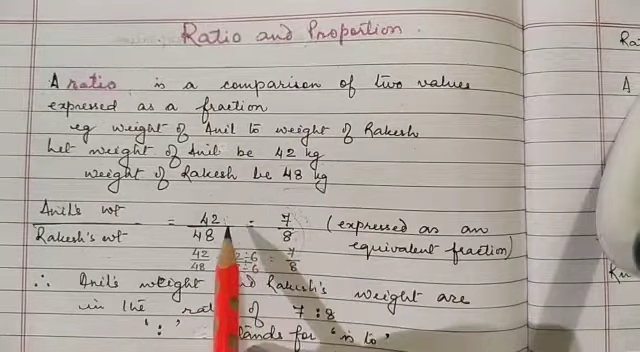 Ratio and Proportion
A ratio is a comparison of two values
expressed as a fraction
eg weight of Anil to weight of Rakesh
Let weight of Anil be 42 kg
weight of Rakesh be 48 kg
Anil's wt / Rakesh's wt = 42 / 48 = 7 / 8 (expressed as an
equivalent fraction)
42 / 48 2÷6 / ÷6 = 7 / 8
∴ Anil's weight Rakesh's weight are
in the of 7:8
':' stands for 'is to'
Ra
A